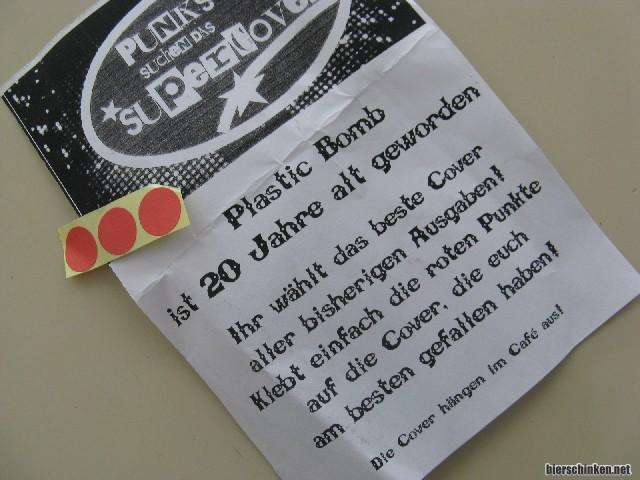 PUNKS
SUCHEN DAS
SUPERCOVER
Plastic Bomb
ist 20 Jahre alt geworden
Ihr wählt das beste Cover
aller bisherigen Ausgaben!
Klebt einfach die roten Punkte
auf die Cover, die euch
am besten gefallen haben!
Die Cover hängen im Café aus!
bierschinken.net